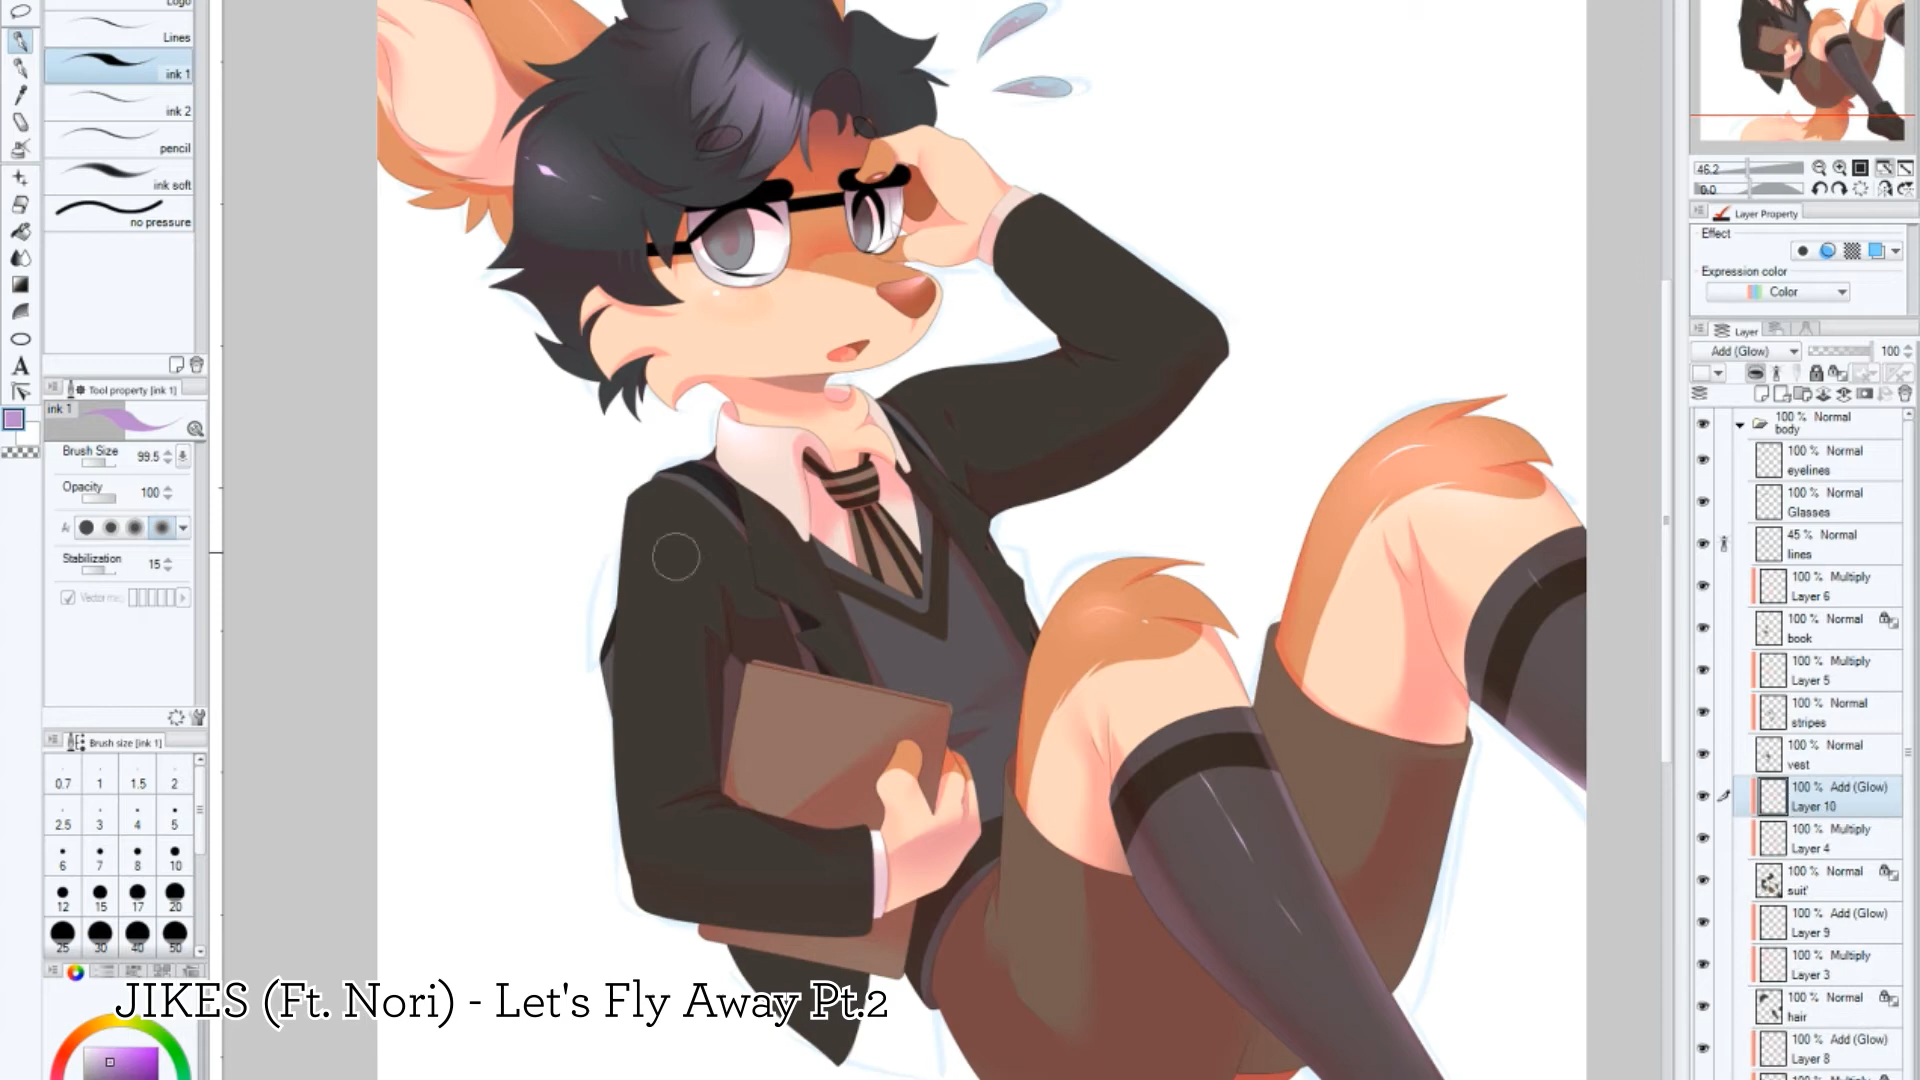 Logo
Lines
ink 1
ink 2
pencil
ink soft
no pressure
Tool property [ink 1]
ink 1
Brush Size 99.5
Opacity 100
Stabilization 15
Brush size [ink 1]
0.7 1 1.5 2
2.5 3 4 5
6 7 8 10
12 15 17 20
25 30 40 50
JIKES (Ft. Nori) - Let's Fly Away Pt.2
46.2
0.0
Layer Property
Effect
Expression color
Color
Layer
Add (Glow) 100
100 % Normal
body
100 % Normal
eyelines
100 % Normal
Glasses
45 % Normal
lines
100 % Multiply
Layer 6
100 % Normal
book
100 % Multiply
Layer 5
100 % Normal
stripes
100 % Normal
vest
100 % Add (Glow)
Layer 10
100 % Multiply
Layer 4
100 % Normal
suit'
100 % Add (Glow)
Layer 9
100 % Multiply
Layer 3
100 % Normal
hair
100 % Add (Glow)
Layer 8